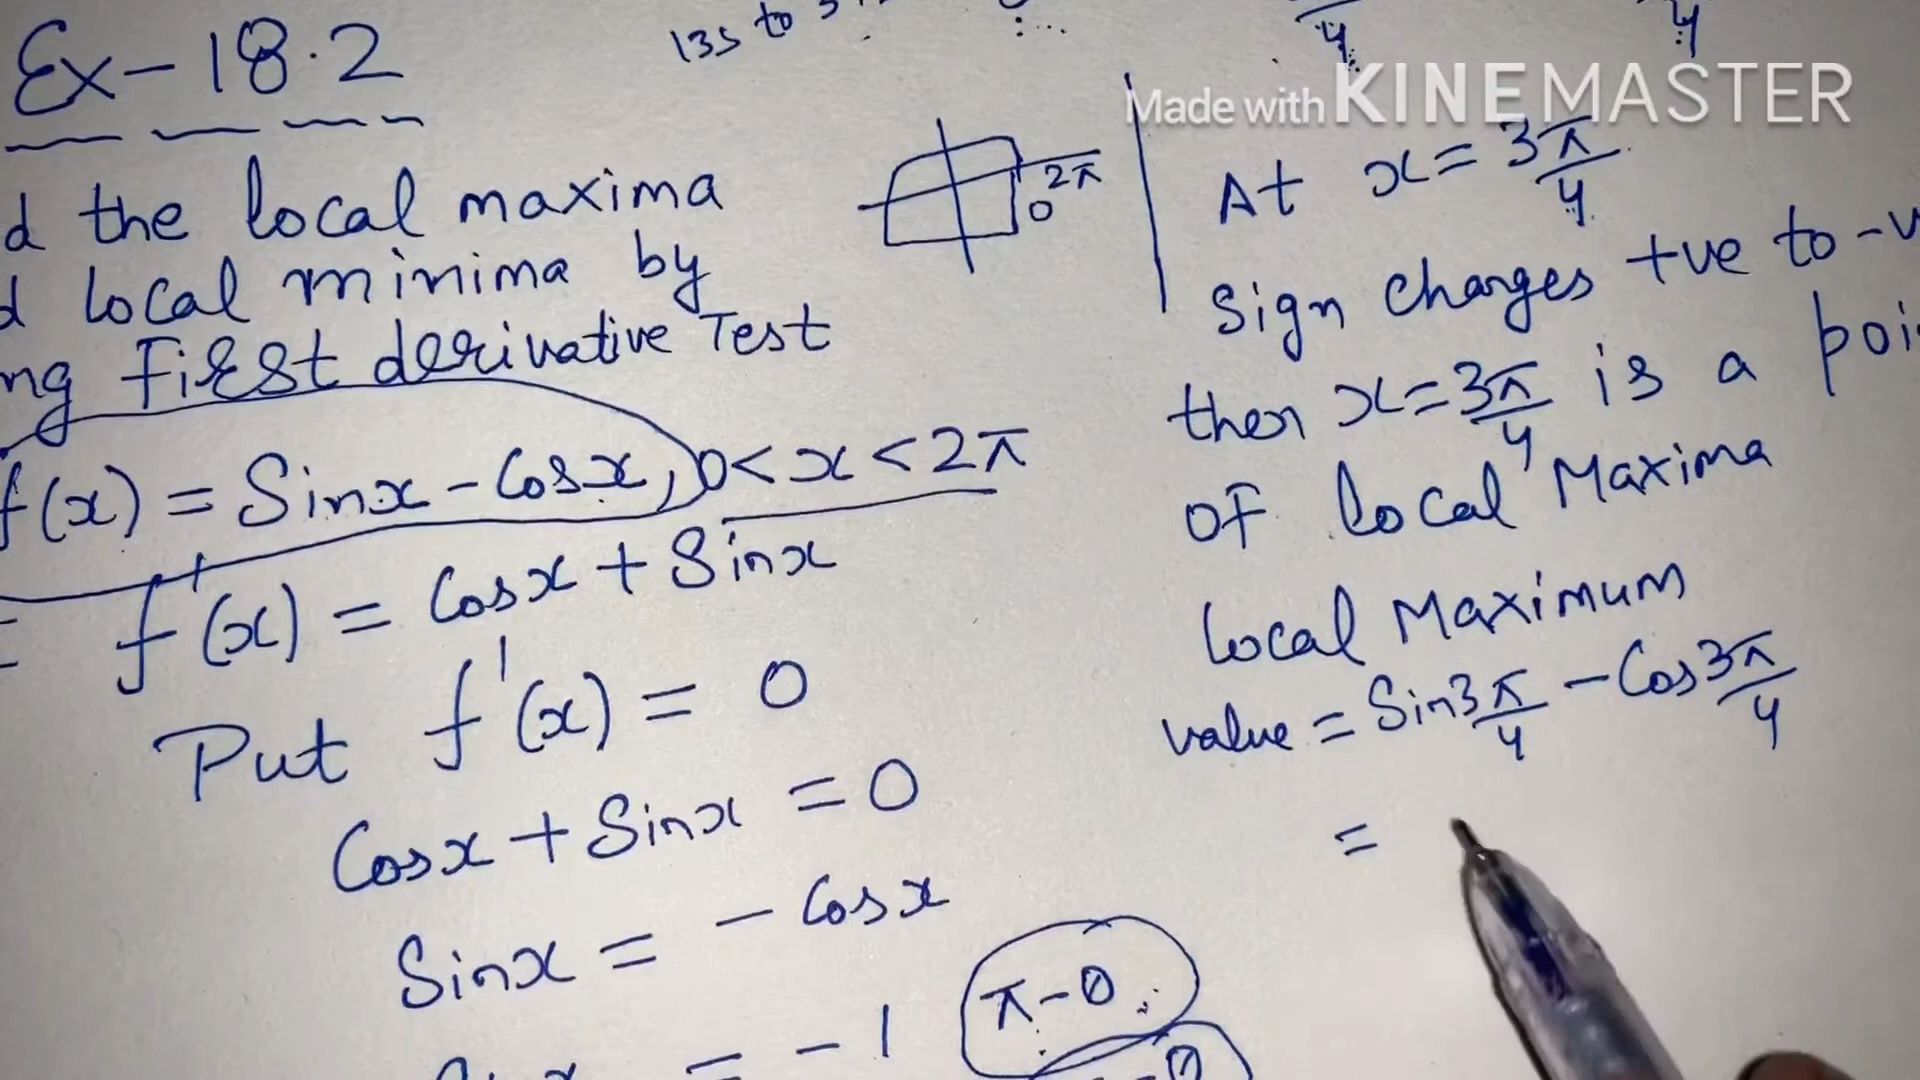 Ex-18.2
135 to
Made with KINEMASTER
the local maxima
local minima by
First derivative Test
f(x) = Sinx - Cosx, 0 < x < 2π
f'(x) = Cosx + Sinx
Put f'(x) = 0
Cosx + Sinx = 0
Sinx = - Cosx
= - 1
π-θ
2π
0
At x = 3π/4
Sign changes +ve to -v
then x = 3π/4 is a poi
OF local Maxima
local Maximum
value = Sin3π/4 - Cos3π/4
=